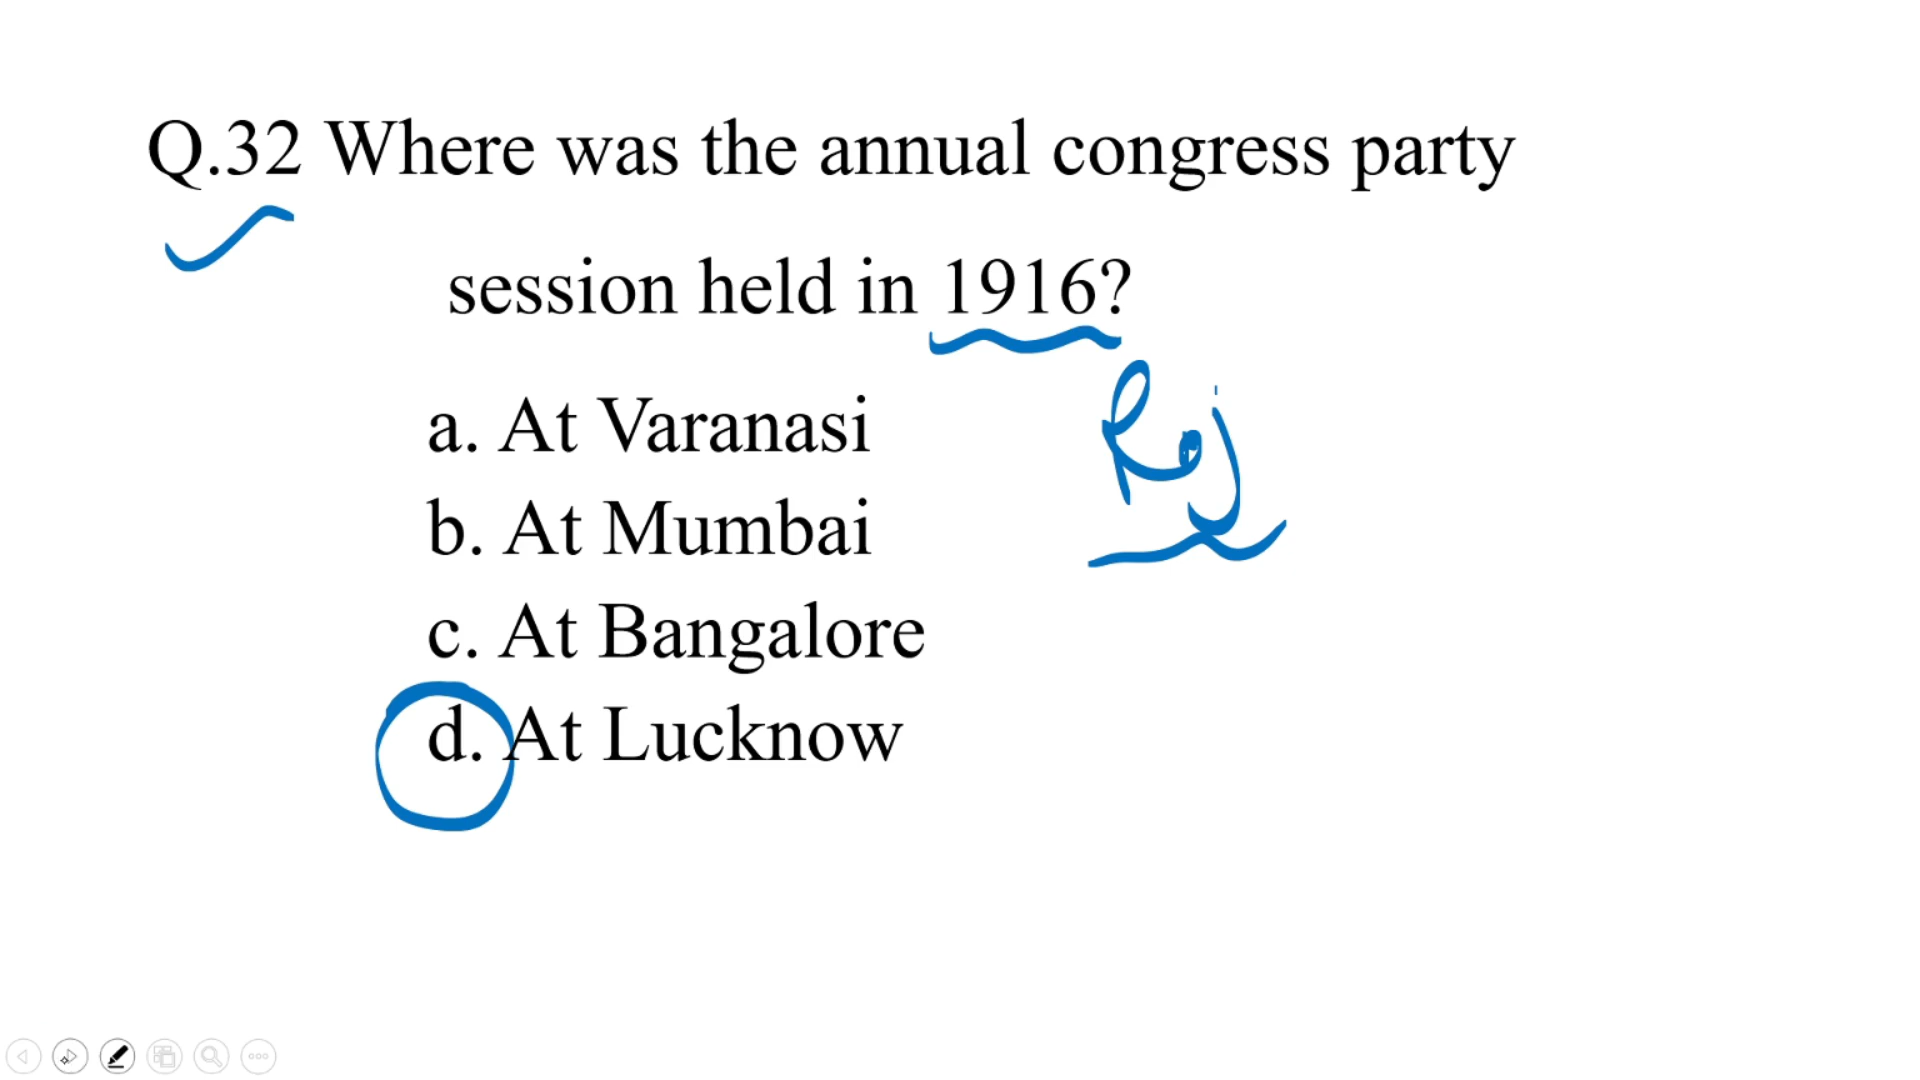 Q.32 Where was the annual congress party
session held in 1916?
a. At Varanasi
Raj
b. At Mumbai
c. At Bangalore
d. At Lucknow